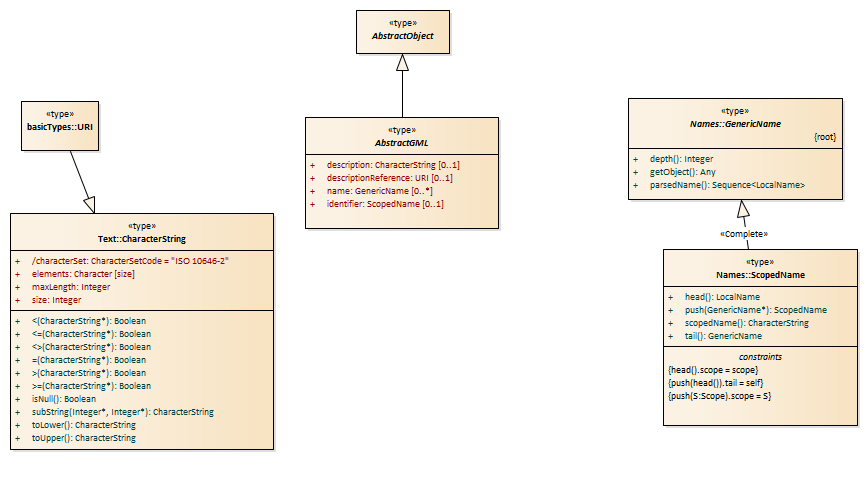 «type»
AbstractObject
«type»
basicTypes::URI
«type»
AbstractGML
+ description: CharacterString [0..1]
+ descriptionReference: URI [0..1]
+ name: GenericName [0..*]
+ identifier: ScopedName [0..1]
«type»
Names::GenericName
{root}
+ depth(): Integer
+ getObject(): Any
+ parsedName(): Sequence<LocalName>
«type»
Text::CharacterString
+ /characterSet: CharacterSetCode = "ISO 10646-2"
+ elements: Character [size]
+ maxLength: Integer
+ size: Integer
+ <(CharacterString*): Boolean
+ <=(CharacterString*): Boolean
+ <>(CharacterString*): Boolean
+ =(CharacterString*): Boolean
+ >(CharacterString*): Boolean
+ >=(CharacterString*): Boolean
+ isNull(): Boolean
+ subString(Integer*, Integer*): CharacterString
+ toLower(): CharacterString
+ toUpper(): CharacterString
«Complete»
«type»
Names::ScopedName
+ head(): LocalName
+ push(GenericName*): ScopedName
+ scopedName(): CharacterString
+ tail(): GenericName
constraints
{head().scope = scope}
{push(head()).tail = self}
{push(S:Scope).scope = S}